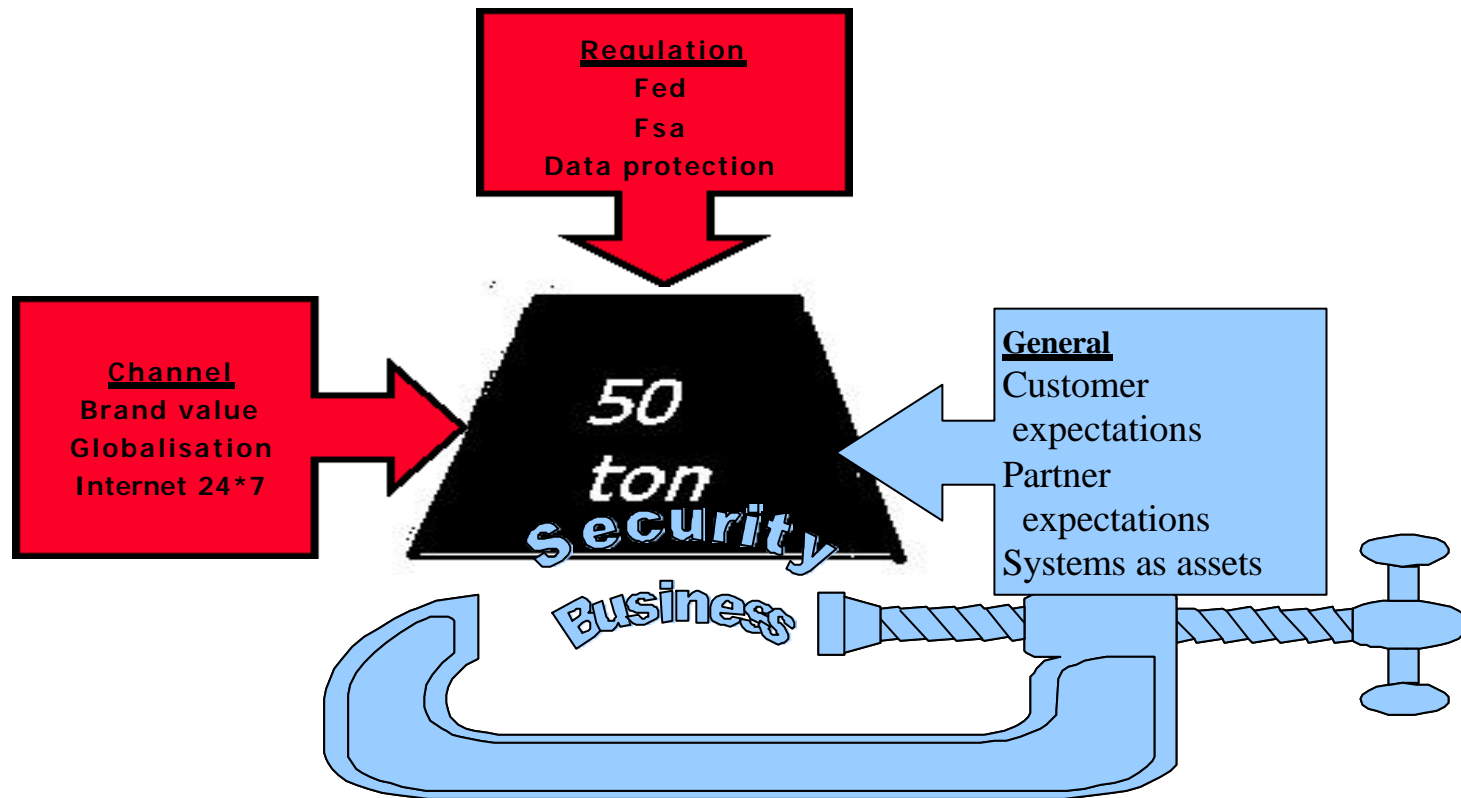 Regulation
Fed
Fsa
Data protection
Channel
Brand value
Globalisation
Internet 24*7
50
ton
Security
Business
General
Customer
expectations
Partner
expectations
Systems as assets